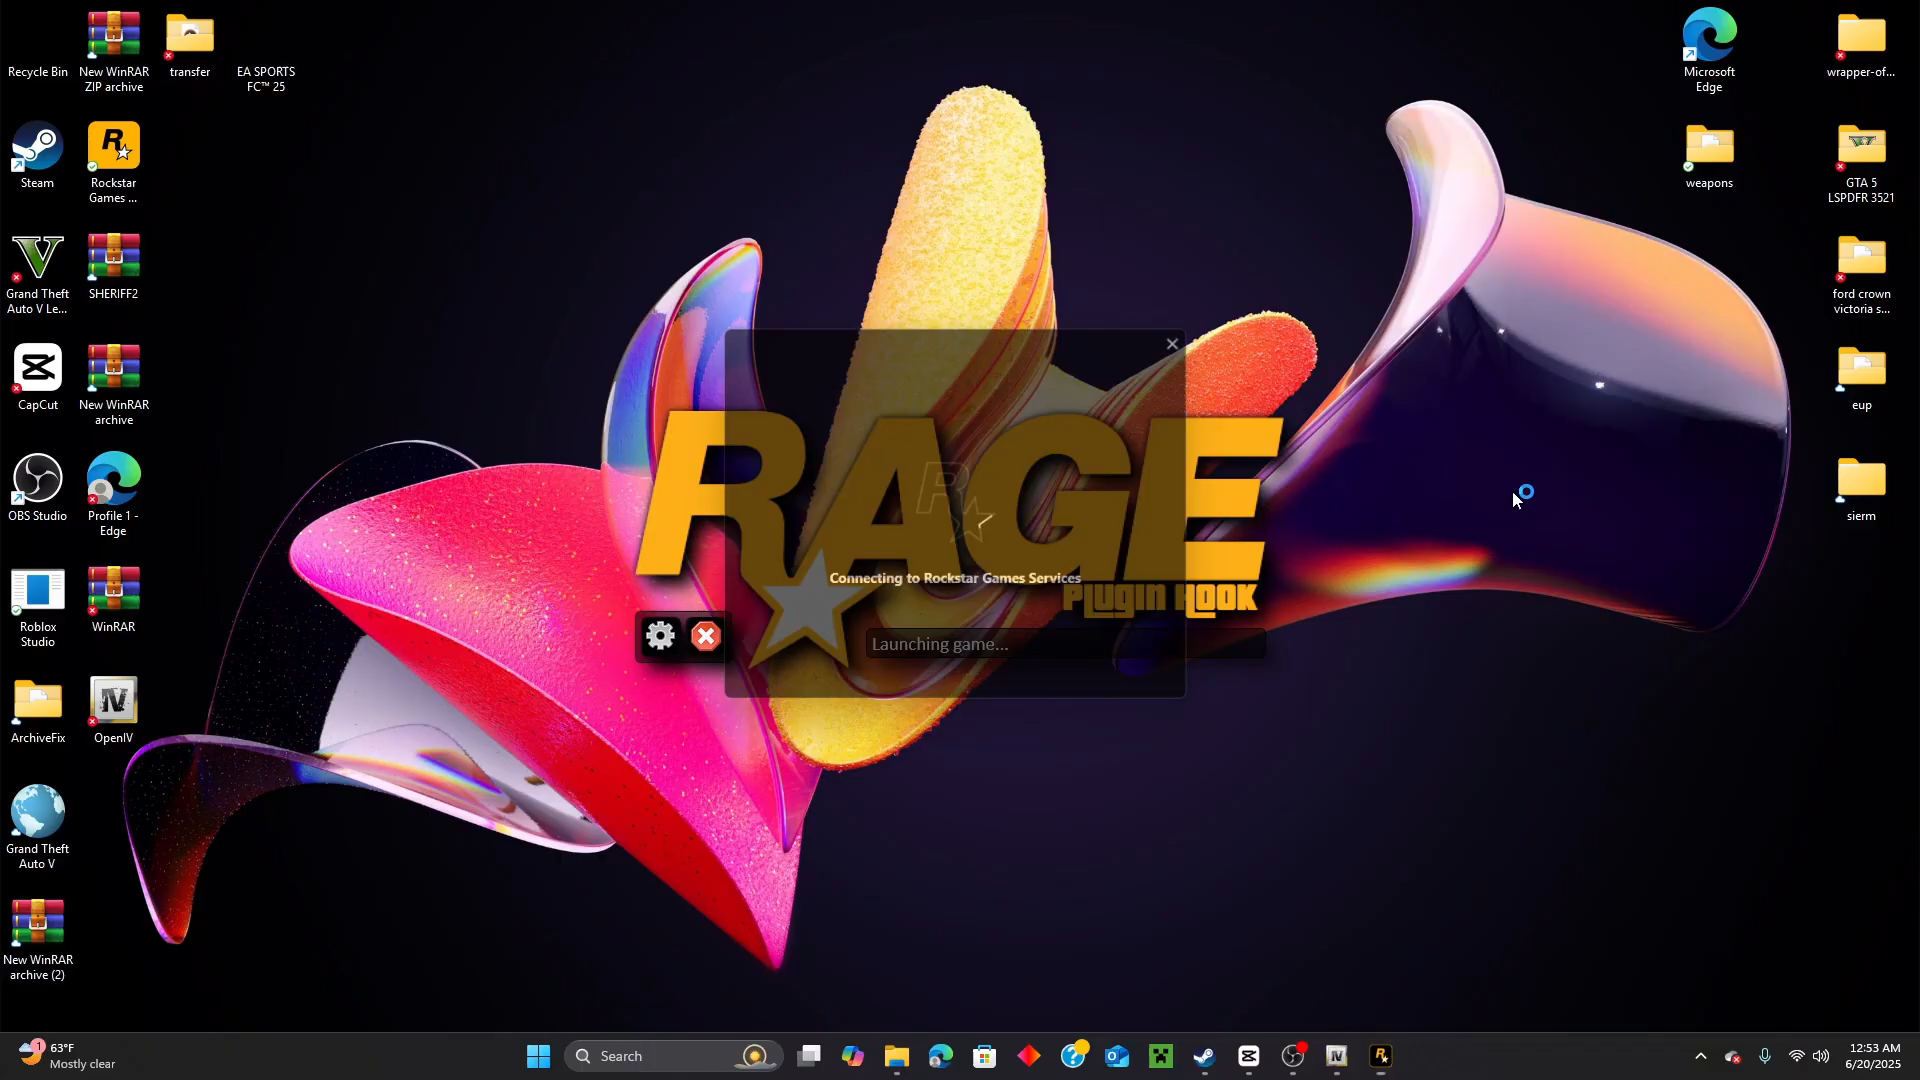 Recycle Bin
New WinRAR
ZIP archive
transfer
EA SPORTS
FC™ 25
Steam
Rockstar
Games ...
Grand Theft
Auto V Le...
SHERIFF2
CapCut
New WinRAR
archive
OBS Studio
Profile 1 -
Edge
Roblox
Studio
WinRAR
ArchiveFix
OpenIV
Grand Theft
Auto V
New WinRAR
archive (2)
Microsoft
Edge
wrapper-of...
weapons
GTA 5
LSPDFR 3521
ford crown
victoria s...
eup
sierm
RAGE
PLUGIN HOOK
Connecting to Rockstar Games Services
Launching game...
1
63°F
Mostly clear
Search
12:53 AM
6/20/2025